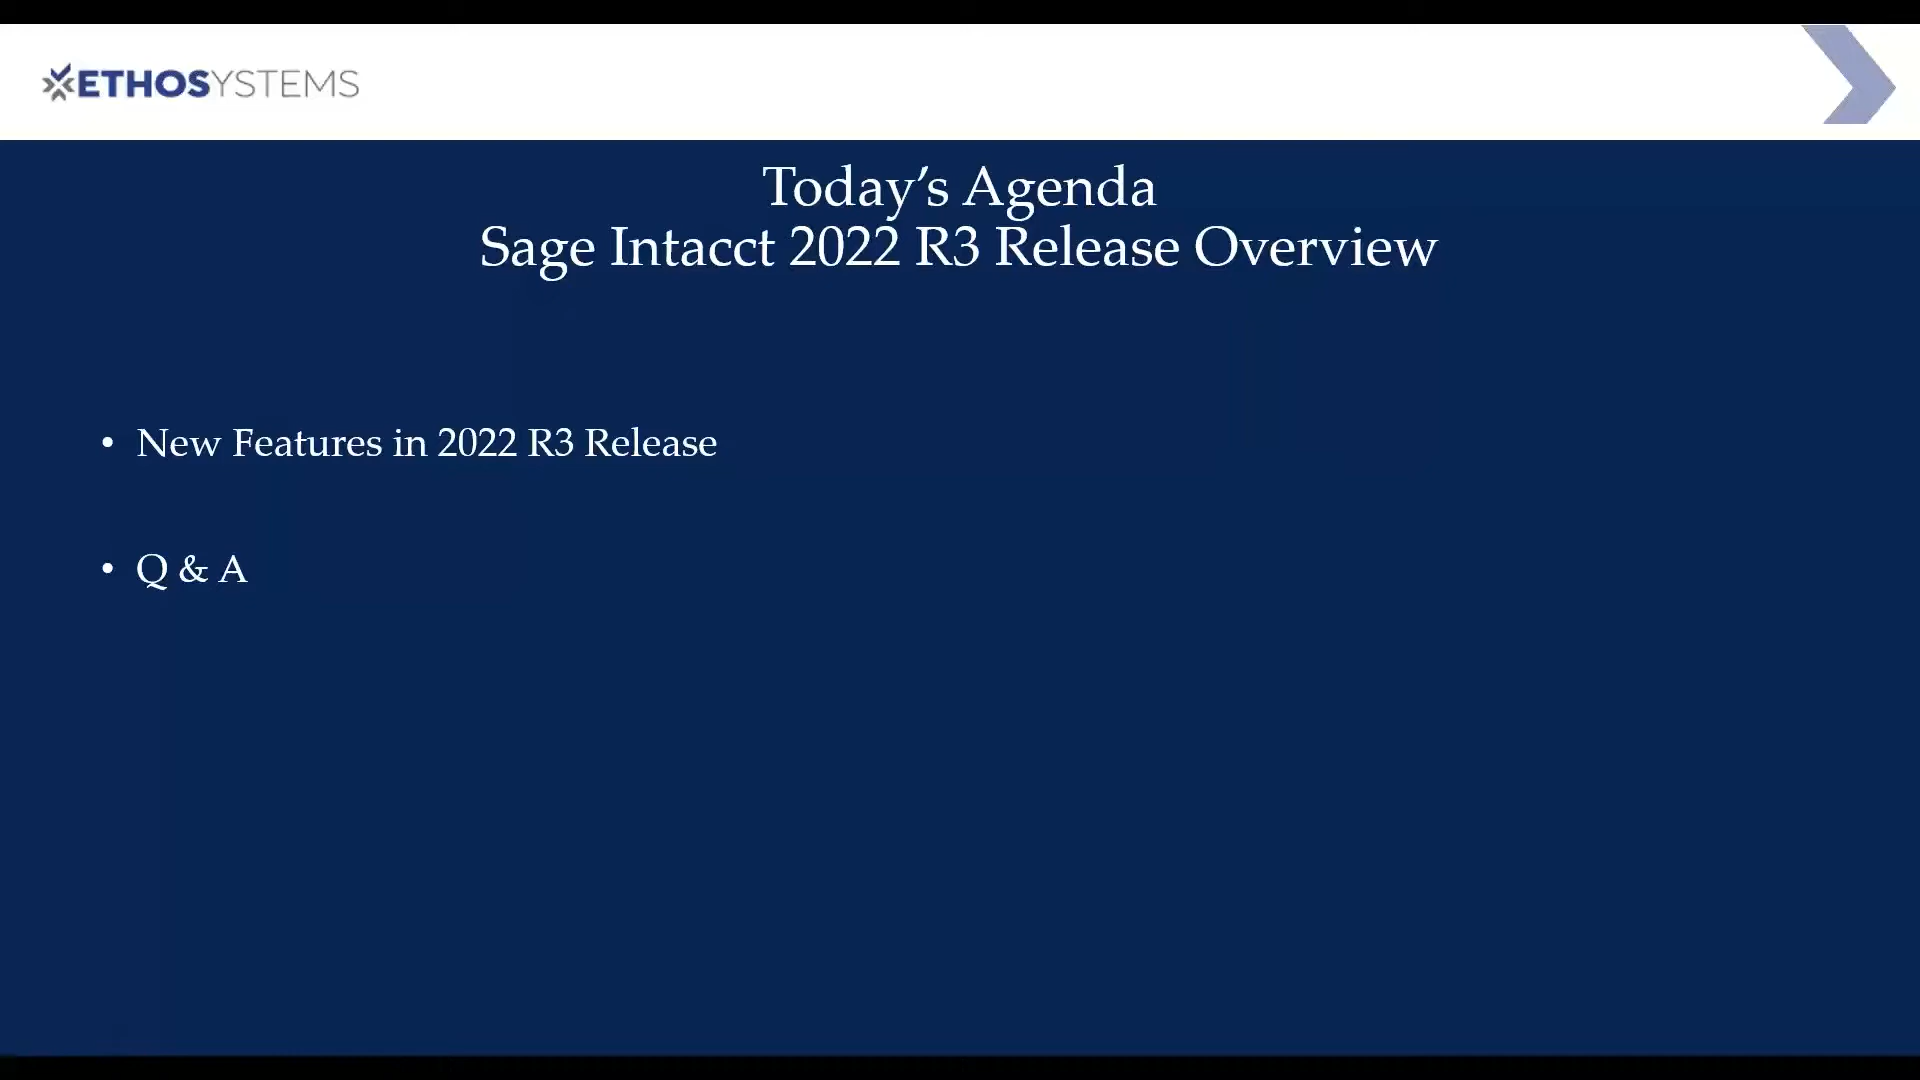 ETHOSYSTEMS
Today’s Agenda
Sage Intacct 2022 R3 Release Overview
• New Features in 2022 R3 Release
• Q & A